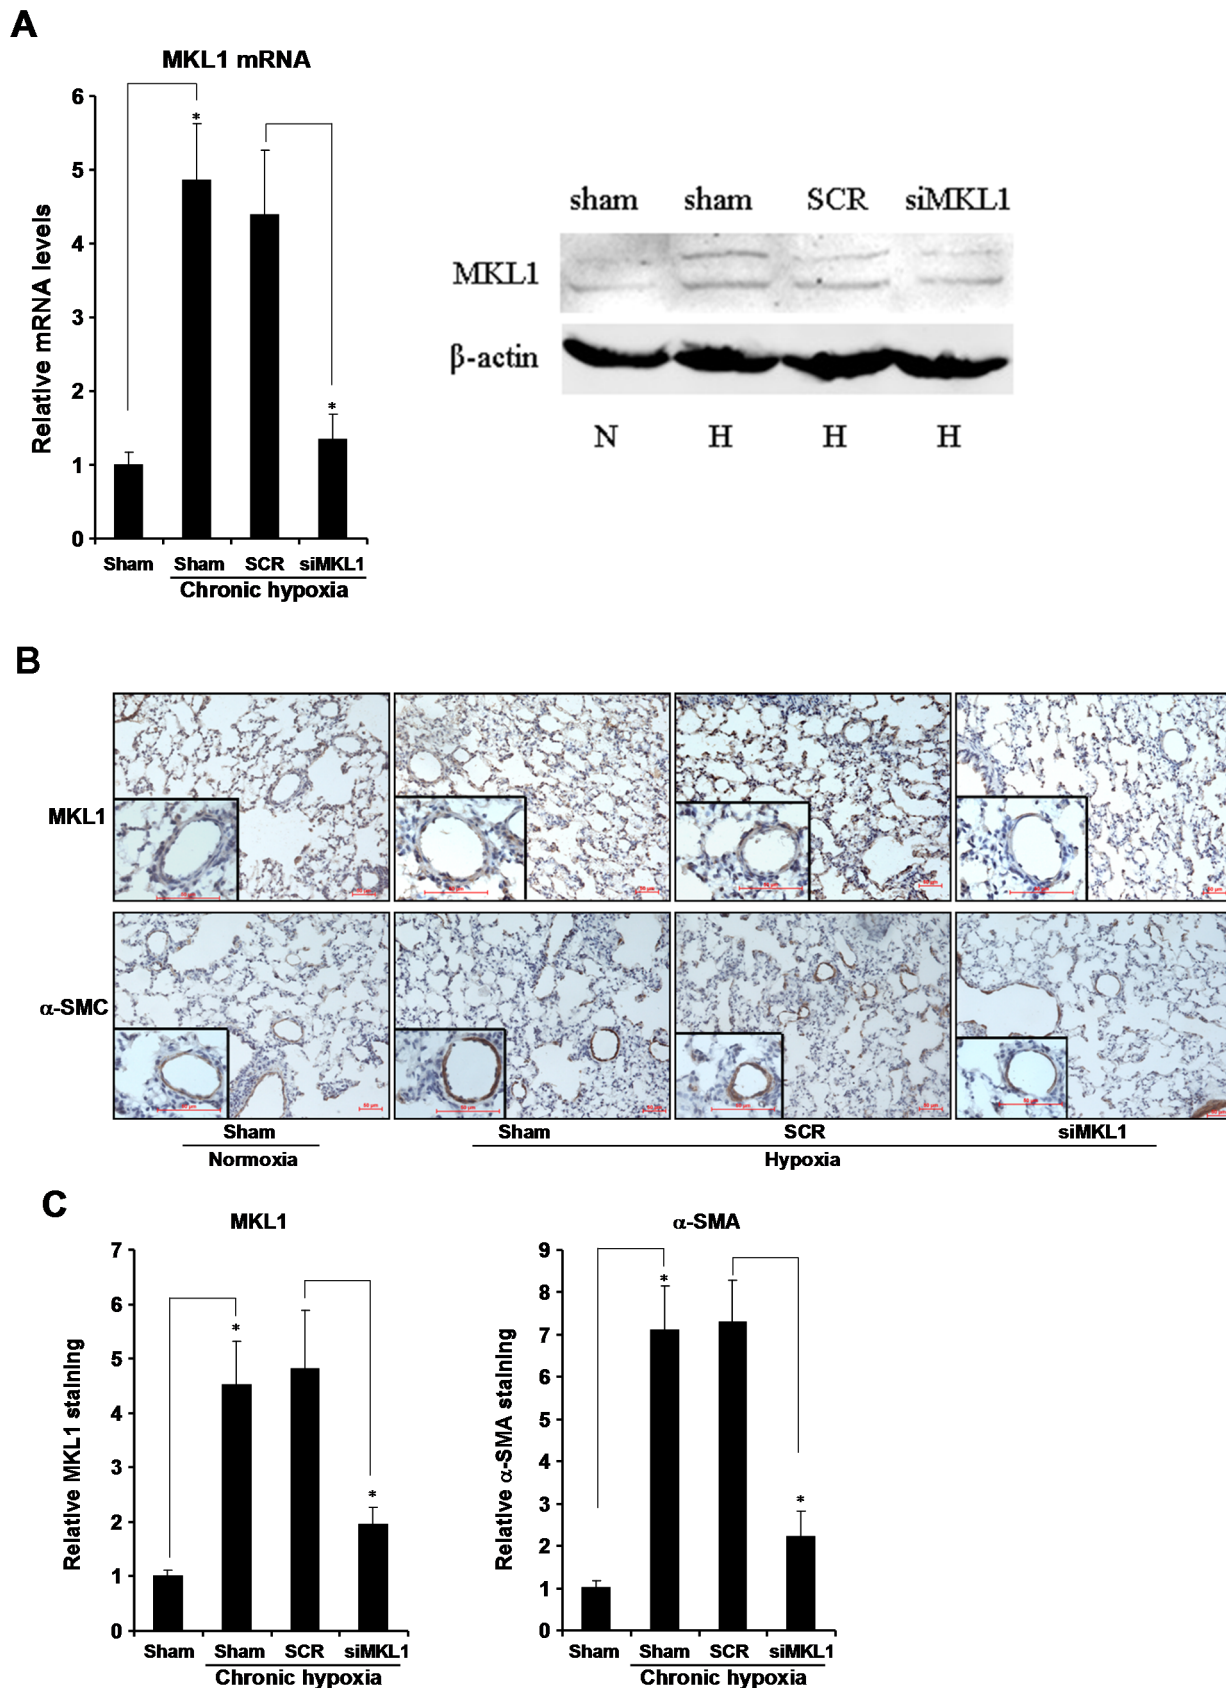 A
MKL1 mRNA
Relative mRNA levels
6
5
4
3
2
1
0
Sham Sham SCR siMKL1
Chronic hypoxia
sham sham SCR siMKL1
MKL1
β-actin
N H H H
B
MKL1
α-SMC
Sham Sham SCR siMKL1
Normoxia Hypoxia
C
MKL1
Relative MKL1 staining
7
6
5
4
3
2
1
0
Sham Sham SCR siMKL1
Chronic hypoxia
α-SMA
Relative α-SMA staining
9
8
7
6
5
4
3
2
1
0
Sham Sham SCR siMKL1
Chronic hypoxia